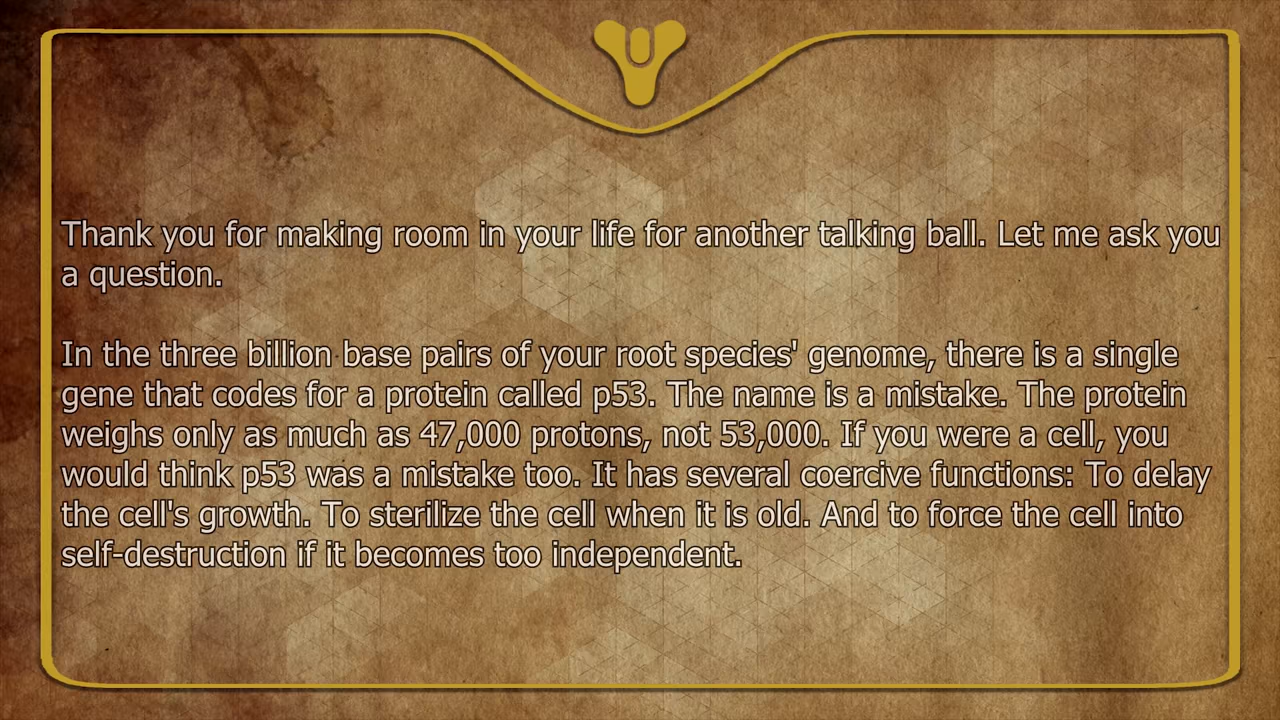 Thank you for making room in your life for another talking ball. Let me ask you
a question.
In the three billion base pairs of your root species' genome, there is a single
gene that codes for a protein called p53. The name is a mistake. The protein
weighs only as much as 47,000 protons, not 53,000. If you were a cell, you
would think p53 was a mistake too. It has several coercive functions: To delay
the cell's growth. To sterilize the cell when it is old. And to force the cell into
self-destruction if it becomes too independent.